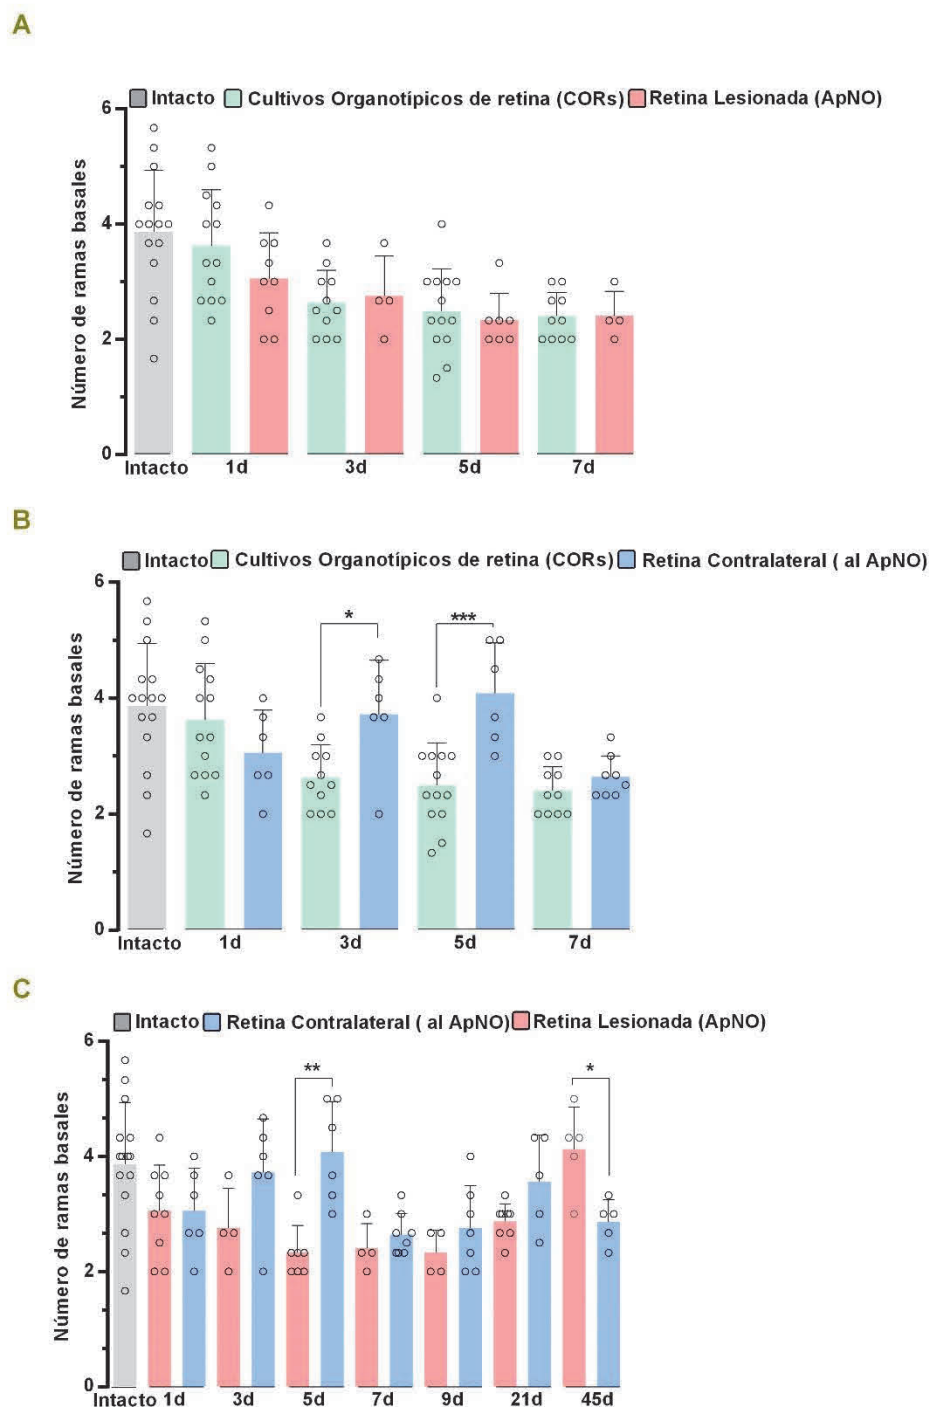 A
Intacto Cultivos Organotípicos de retina (CORs) Retina Lesionada (ApNO)
Número de ramas basales
6
4
2
0
Intacto 1d 3d 5d 7d
B
Intacto Cultivos Organotípicos de retina (CORs) Retina Contralateral ( al ApNO)
Número de ramas basales
6
4
2
0
* ***
Intacto 1d 3d 5d 7d
C
Intacto Retina Contralateral ( al ApNO) Retina Lesionada (ApNO)
Número de ramas basales
6
4
2
0
** *
Intacto 1d 3d 5d 7d 9d 21d 45d